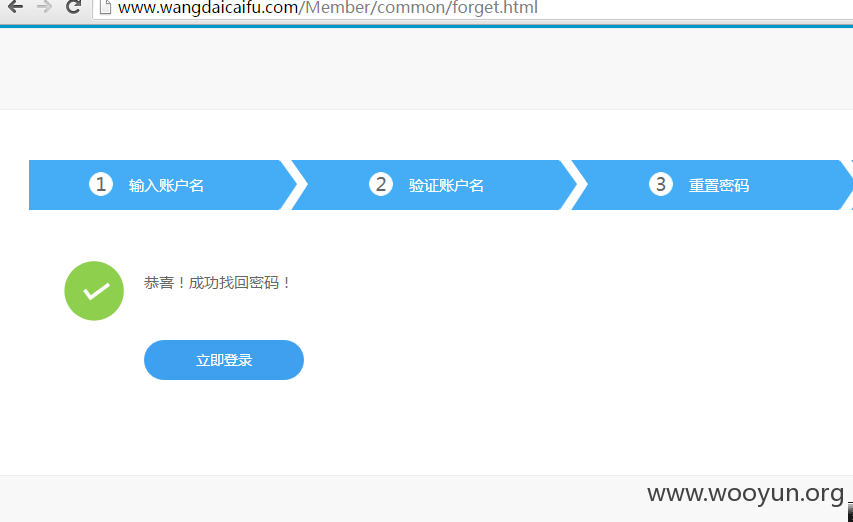 www.wangdaicaifu.com/Member/common/forget.html
1 输入账户名 2 验证账户名 3 重置密码
恭喜！成功找回密码！
立即登录
www.wooyun.org